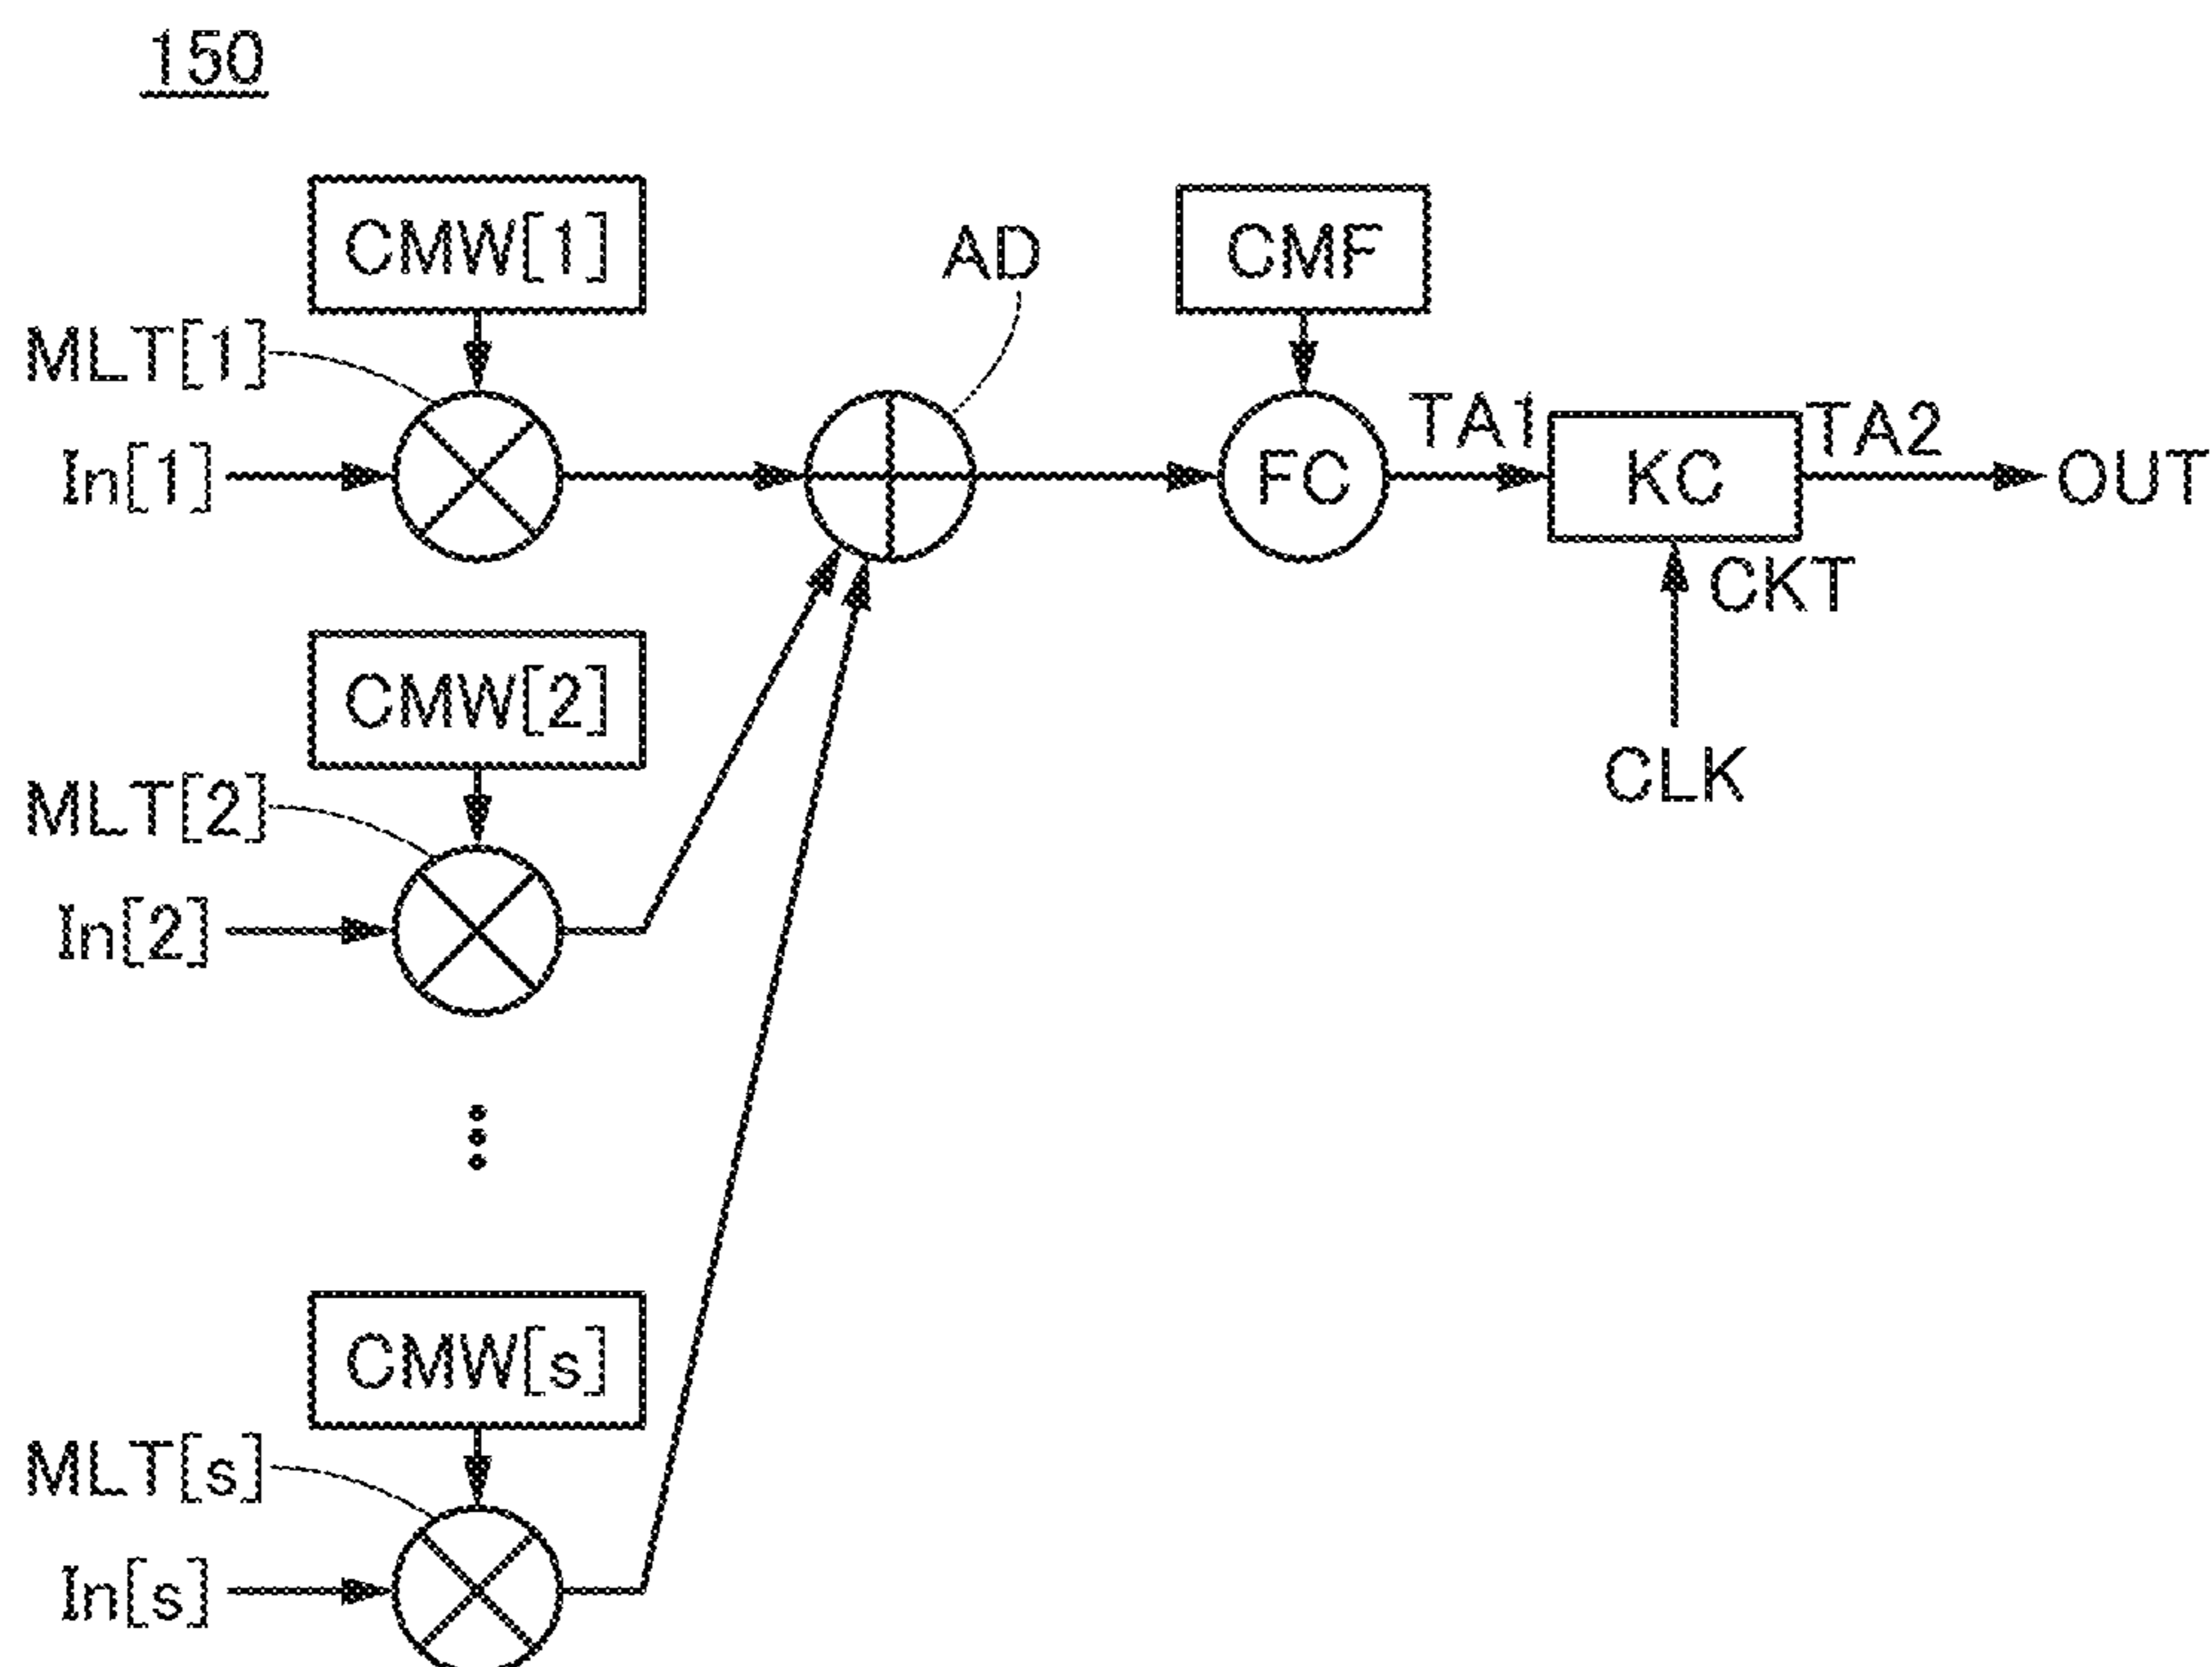 150
CMW[1]
AD
CMF
MLT[1]
In[1]
FC
TA1
KC
TA2
OUT
CKT
CLK
CMW[2]
MLT[2]
In[2]
CMW[s]
MLT[s]
In[s]